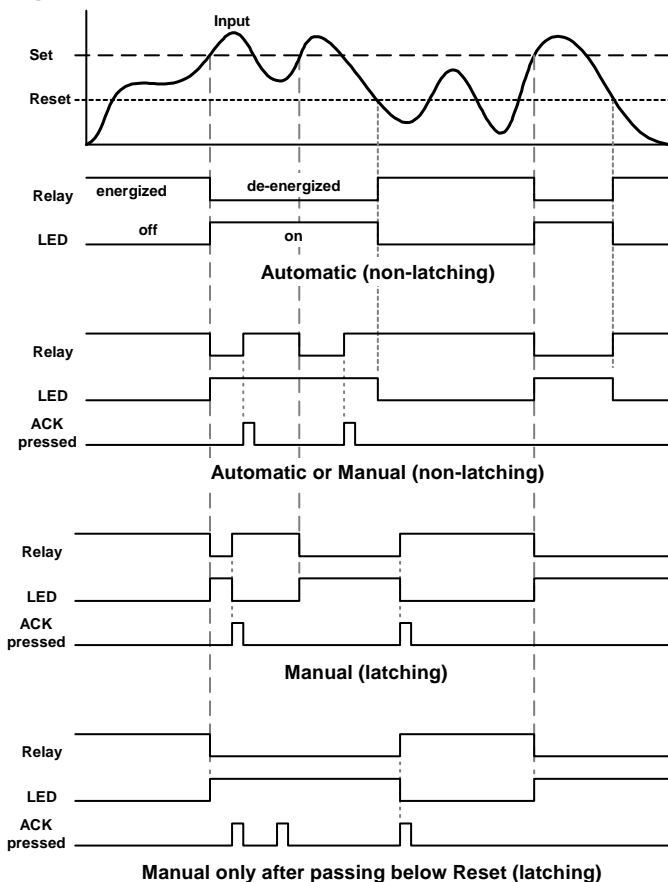 Input
Set
Reset
Relay energized de-energized
LED off on
Automatic (non-latching)
Relay
LED
ACK
pressed
Automatic or Manual (non-latching)
Relay
LED
ACK
pressed
Manual (latching)
Relay
LED
ACK
pressed
Manual only after passing below Reset (latching)